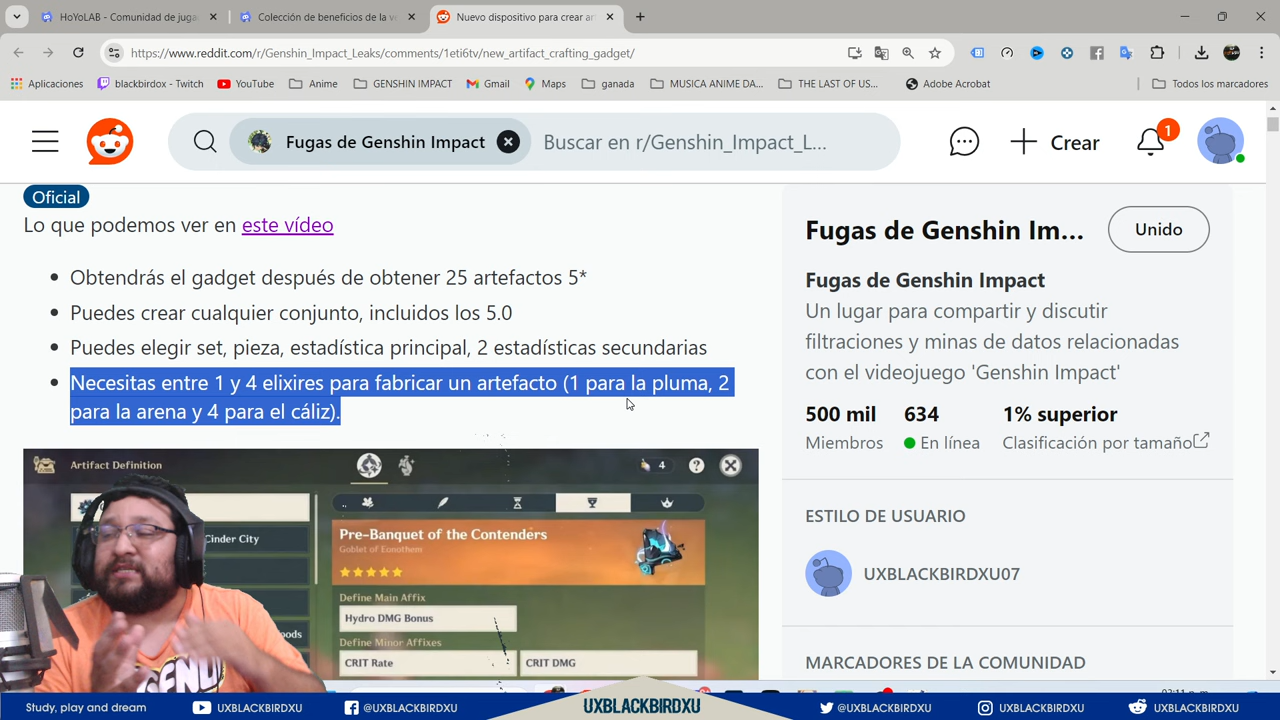 HoYoLAB - Comunidad de juga
Colección de beneficios de la ve
Nuevo dispositivo para crear ar
https://www.reddit.com/r/Genshin_Impact_Leaks/comments/1eti6tv/new_artifact_crafting_gadget/
Aplicaciones
blackbirdox - Twitch
YouTube
Anime
GENSHIN IMPACT
Gmail
Maps
ganada
MUSICA ANIME DA...
THE LAST OF US...
Adobe Acrobat
Todos los marcadores
Fugas de Genshin Impact
Buscar en r/Genshin_Impact_L...
Crear
1
Oficial
Lo que podemos ver en este vídeo
Obtendrás el gadget después de obtener 25 artefactos 5*
Puedes crear cualquier conjunto, incluidos los 5.0
Puedes elegir set, pieza, estadística principal, 2 estadísticas secundarias
Necesitas entre 1 y 4 elixires para fabricar un artefacto (1 para la pluma, 2
para la arena y 4 para el cáliz).
Artifact Definition
4
Cinder City
Pre-Banquet of the Contenders
Goblet of Eonothem
Define Main Affix
Hydro DMG Bonus
Define Minor Affixes
CRIT Rate
CRIT DMG
Fugas de Genshin Im...
Unido
Fugas de Genshin Impact
Un lugar para compartir y discutir
filtraciones y minas de datos relacionadas
con el videojuego 'Genshin Impact'
500 mil
634
1% superior
Miembros
En línea
Clasificación por tamaño
ESTILO DE USUARIO
UXBLACKBIRDXU07
MARCADORES DE LA COMUNIDAD
Study, play and dream
UXBLACKBIRDXU
@UXBLACKBIRDXU
UXBLACKBIRDXU
@UXBLACKBIRDXU
UXBLACKBIRDXU
UXBLACKBIRDXU